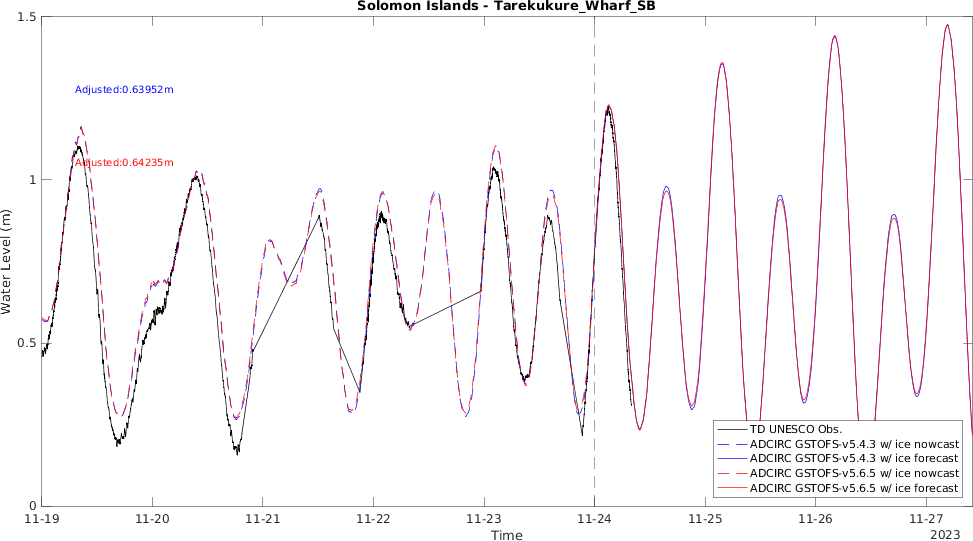 Solomon Islands - Tarekukure_Wharf_SB
1.5
Adjusted:0.63952m
Adjusted:0.64235m
1
Water Level (m)
0.5
TD UNESCO Obs.
ADCIRC GSTOFS-v5.4.3 w/ ice nowcast
ADCIRC GSTOFS-v5.4.3 w/ ice forecast
ADCIRC GSTOFS-v5.6.5 w/ ice nowcast
ADCIRC GSTOFS-v5.6.5 w/ ice forecast
0
11-19 11-20 11-21 11-22 11-23 11-24 11-25 11-26 11-27
Time
2023